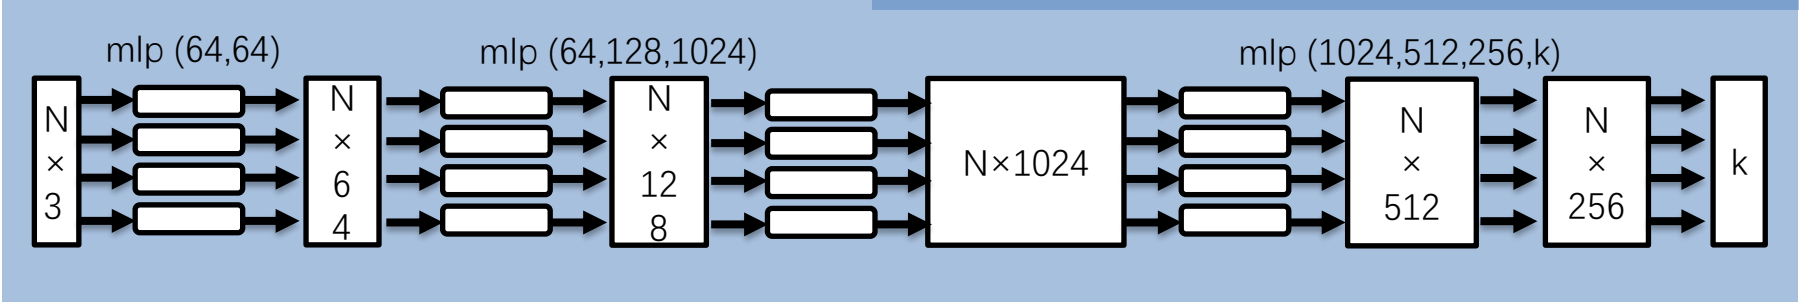 mlp (64,64)
mlp (64,128,1024)
mlp (1024,512,256,k)
N
×
3
N
×
6
4
N
×
12
8
N×1024
N
×
512
N
×
256
k